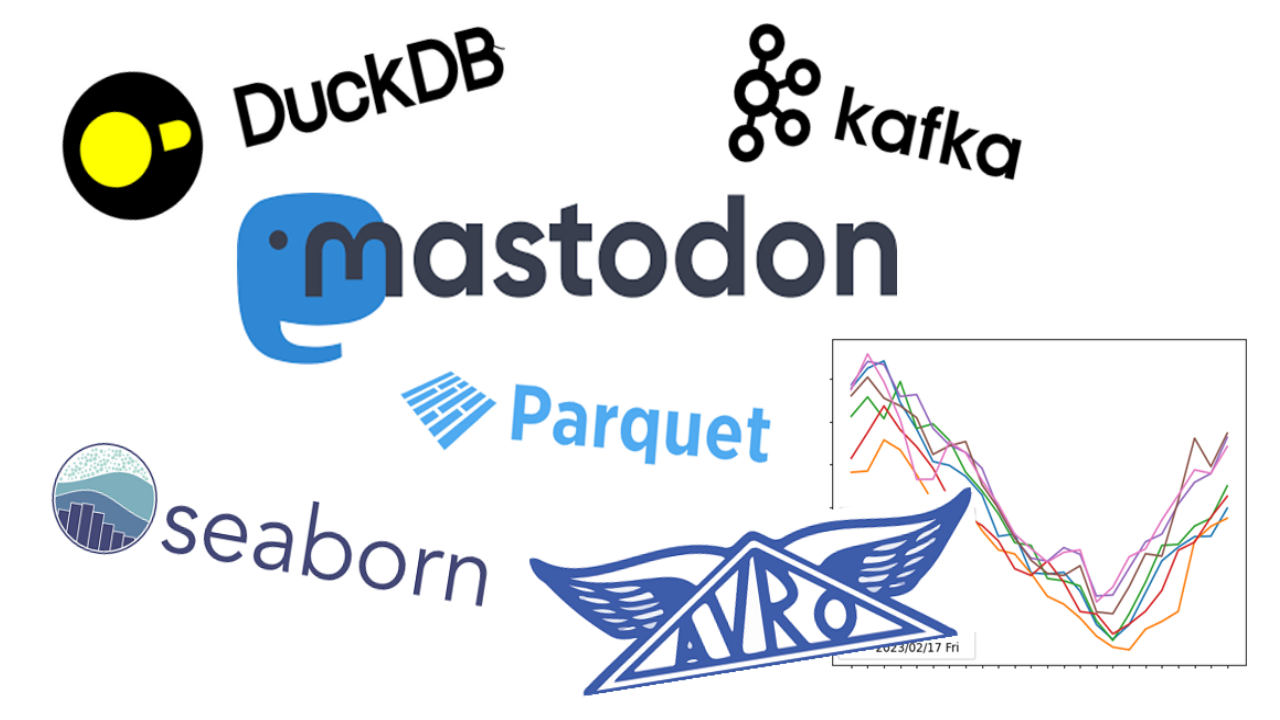 DuckDB
kafka
mastodon
Parquet
seaborn
AVRO
2023/02/17 Fri